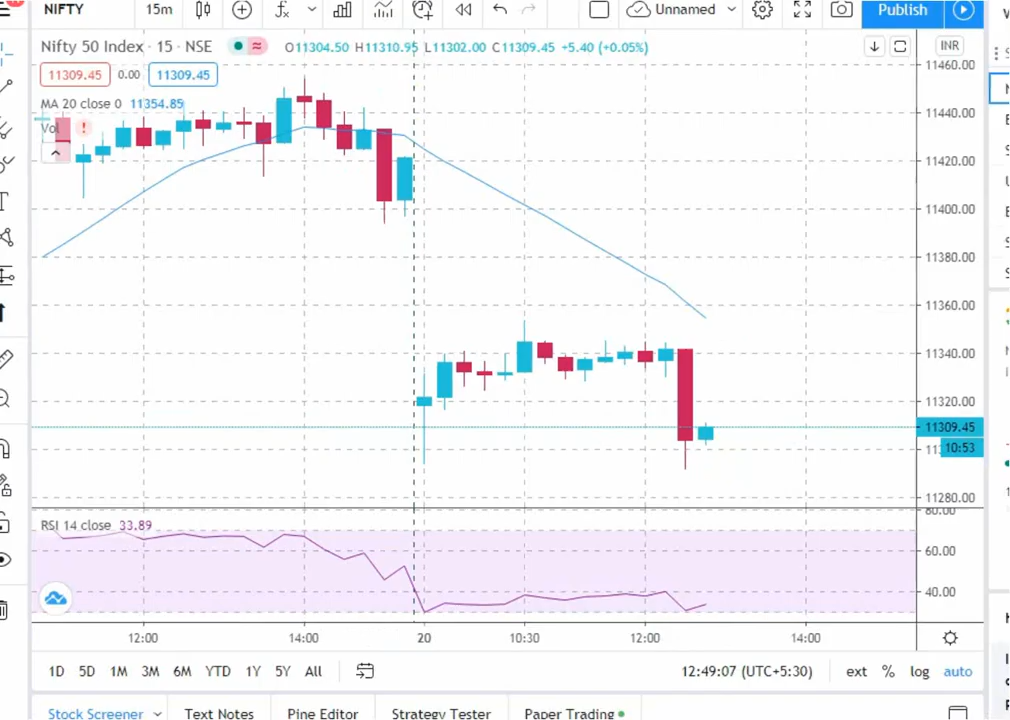 NIFTY 15m Unnamed Publish
Nifty 50 Index · 15 · NSE O11304.50 H11310.95 L11302.00 C11309.45 +5.40 (+0.05%) INR
11309.45 0.00 11309.45
MA 20 close 0 11354.85
Vol !
11460.00
11440.00
11420.00
11400.00
11380.00
11360.00
11340.00
11320.00
11309.45
10:53
11280.00
RSI 14 close 33.89
80.00
60.00
40.00
12:00 14:00 20 10:30 12:00 14:00
1D 5D 1M 3M 6M YTD 1Y 5Y All 12:49:07 (UTC+5:30) ext % log auto
Stock Screener Text Notes Pine Editor Strategy Tester Paper Trading